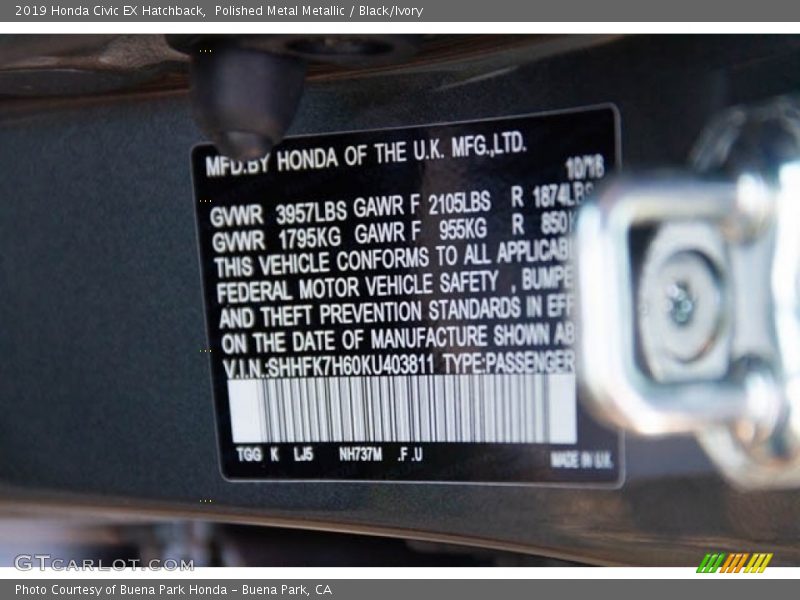 2019 Honda Civic EX Hatchback, Polished Metal Metallic / Black/Ivory
MFD.BY HONDA OF THE U.K. MFG.,LTD.
10/18
GVWR 3957LBS GAWR F 2105LBS R 1874LBS
GVWR 1795KG GAWR F 955KG R 850K
THIS VEHICLE CONFORMS TO ALL APPLICABL
FEDERAL MOTOR VEHICLE SAFETY , BUMPE
AND THEFT PREVENTION STANDARDS IN EFF
ON THE DATE OF MANUFACTURE SHOWN AB
V.I.N.:SHHFK7H60KU403811 TYPE:PASSENGER
TGG K LJ5 NH737M .F.U
MADE IN U.K.
GTCARLOT.COM
Photo Courtesy of Buena Park Honda – Buena Park, CA